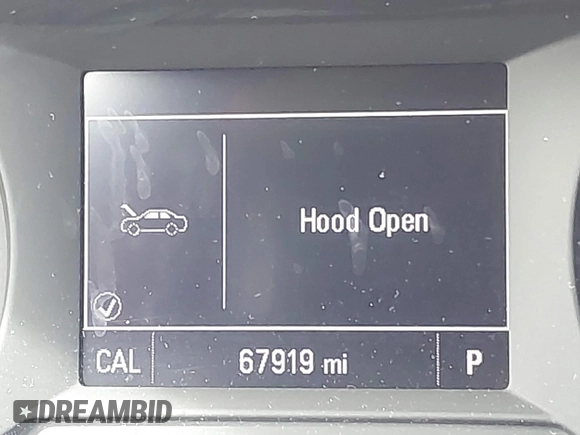 Hood Open
CAL 67919 mi P
DREAMBID